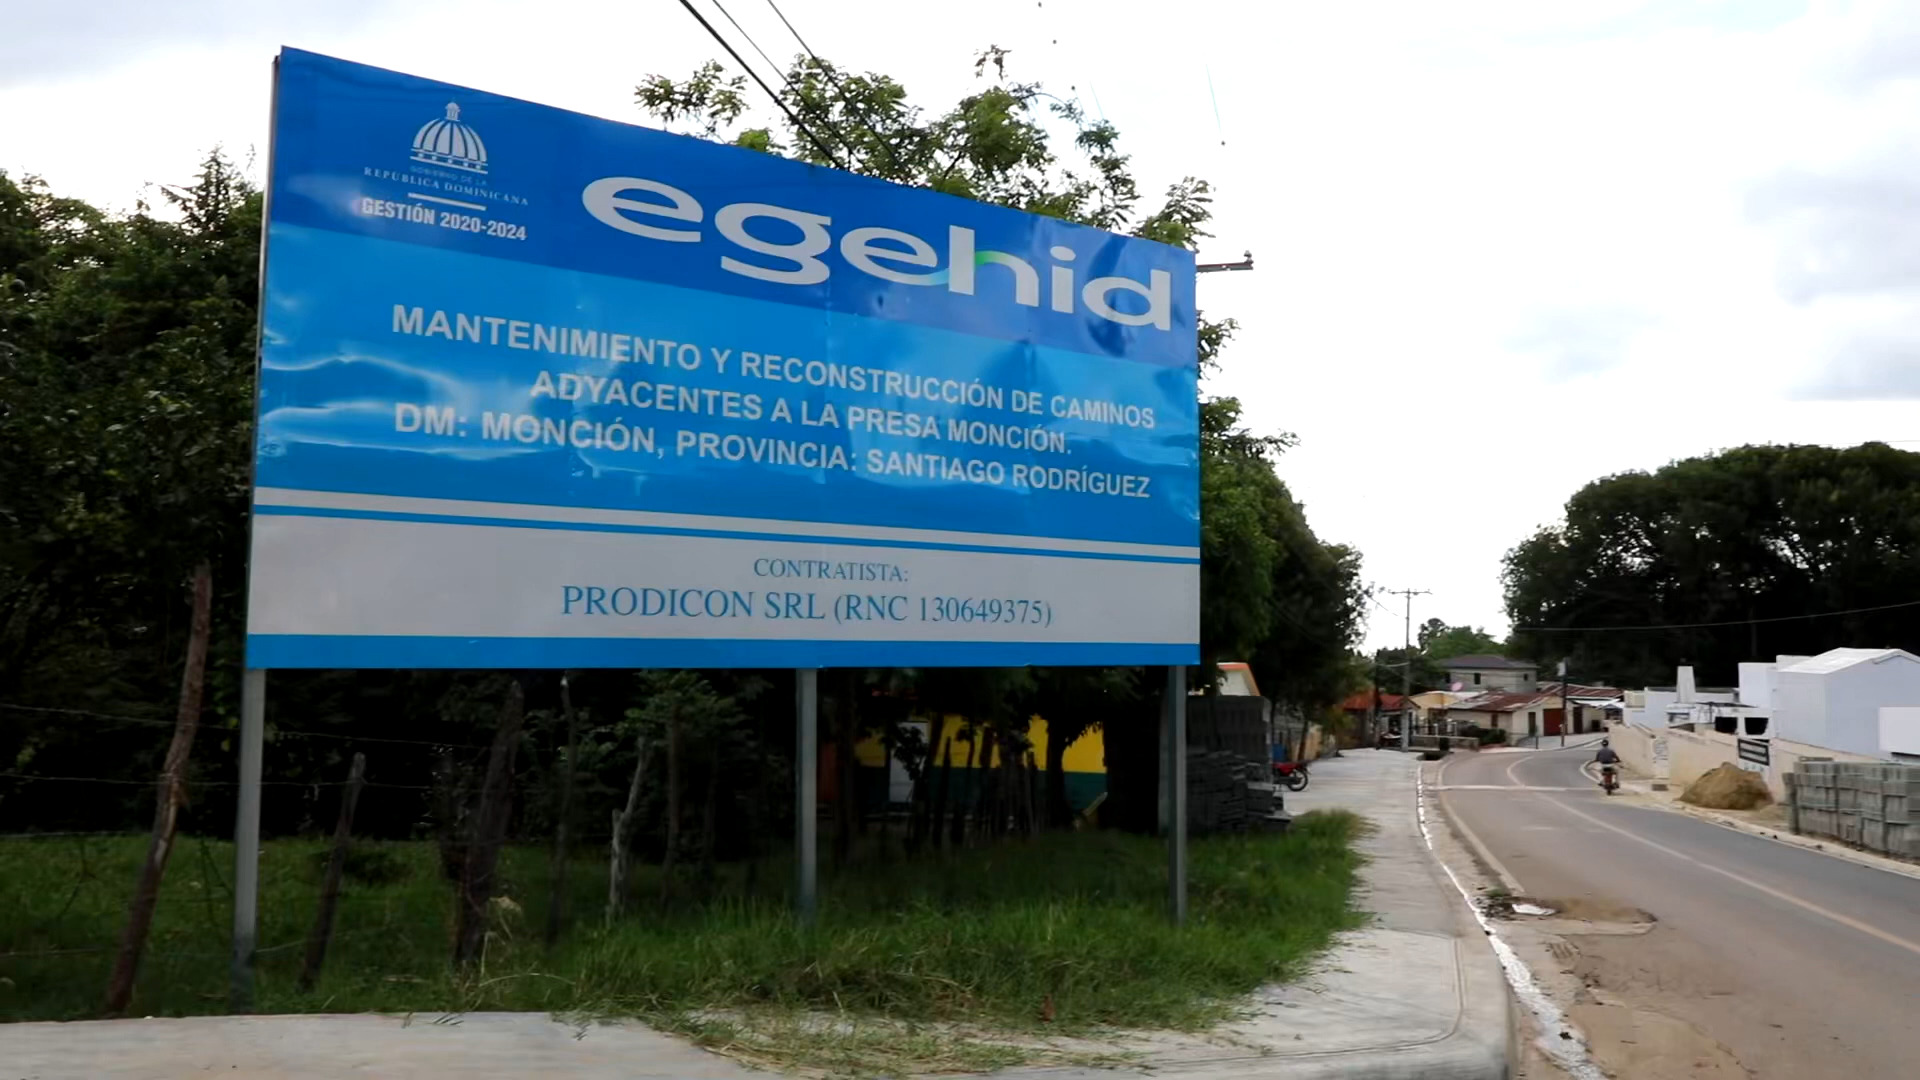 GOBIERNO DE LA
REPÚBLICA DOMINICANA
GESTIÓN 2020-2024
egehid
MANTENIMIENTO Y RECONSTRUCCIÓN DE CAMINOS
ADYACENTES A LA PRESA MONCIÓN.
DM: MONCIÓN, PROVINCIA: SANTIAGO RODRÍGUEZ
CONTRATISTA:
PRODICON SRL (RNC 130649375)